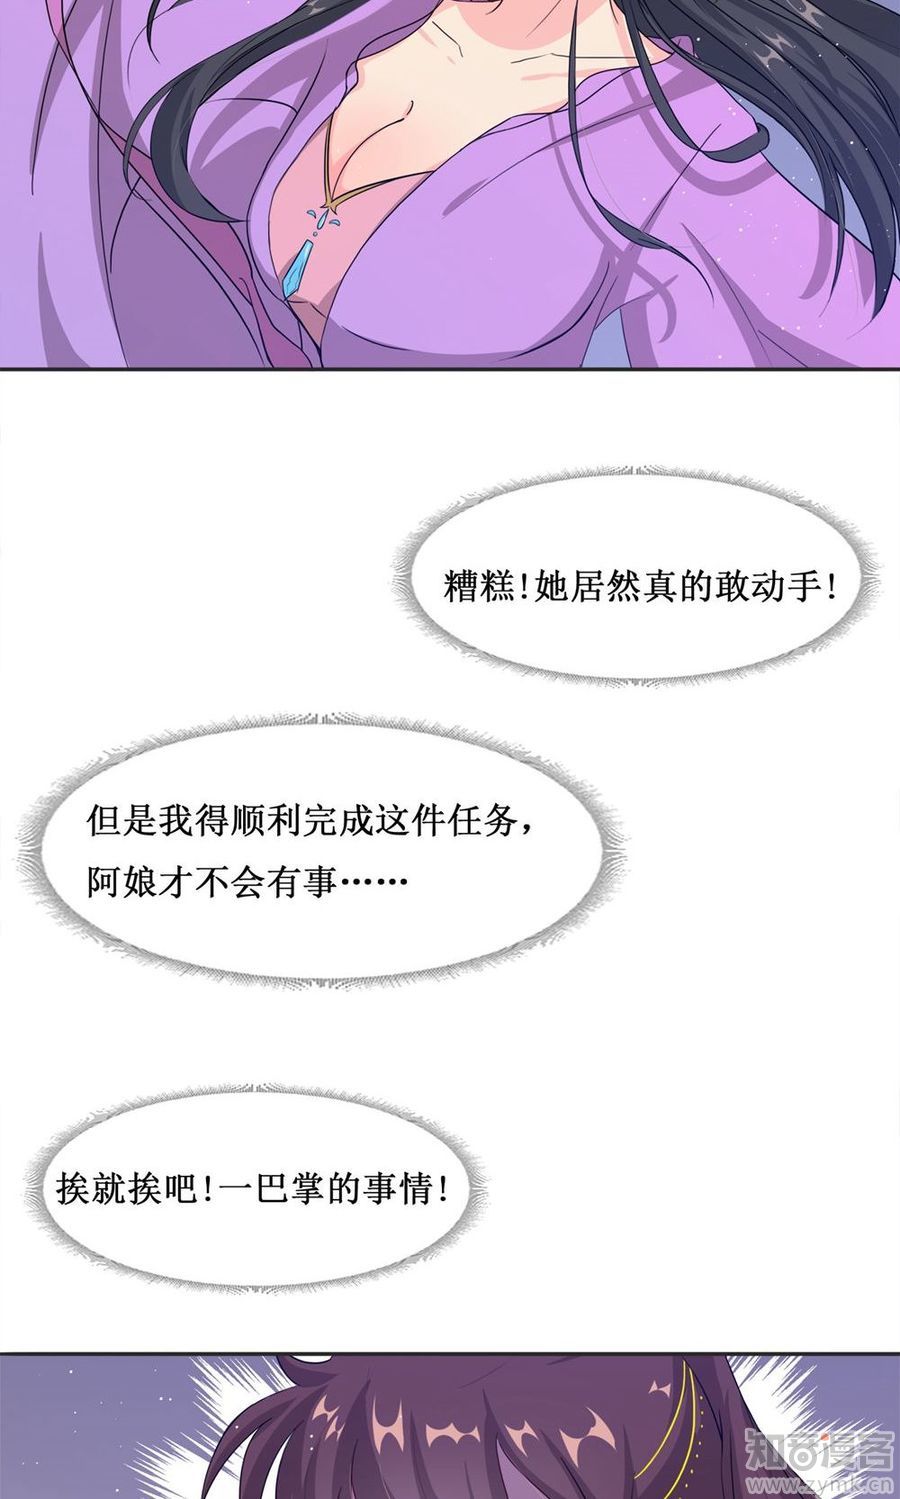 糟糕!她居然真的敢动手!
但是我得顺利完成这件任务，
阿娘才不会有事……
挨就挨吧!一巴掌的事情!
知音漫客
www.zymk.cn